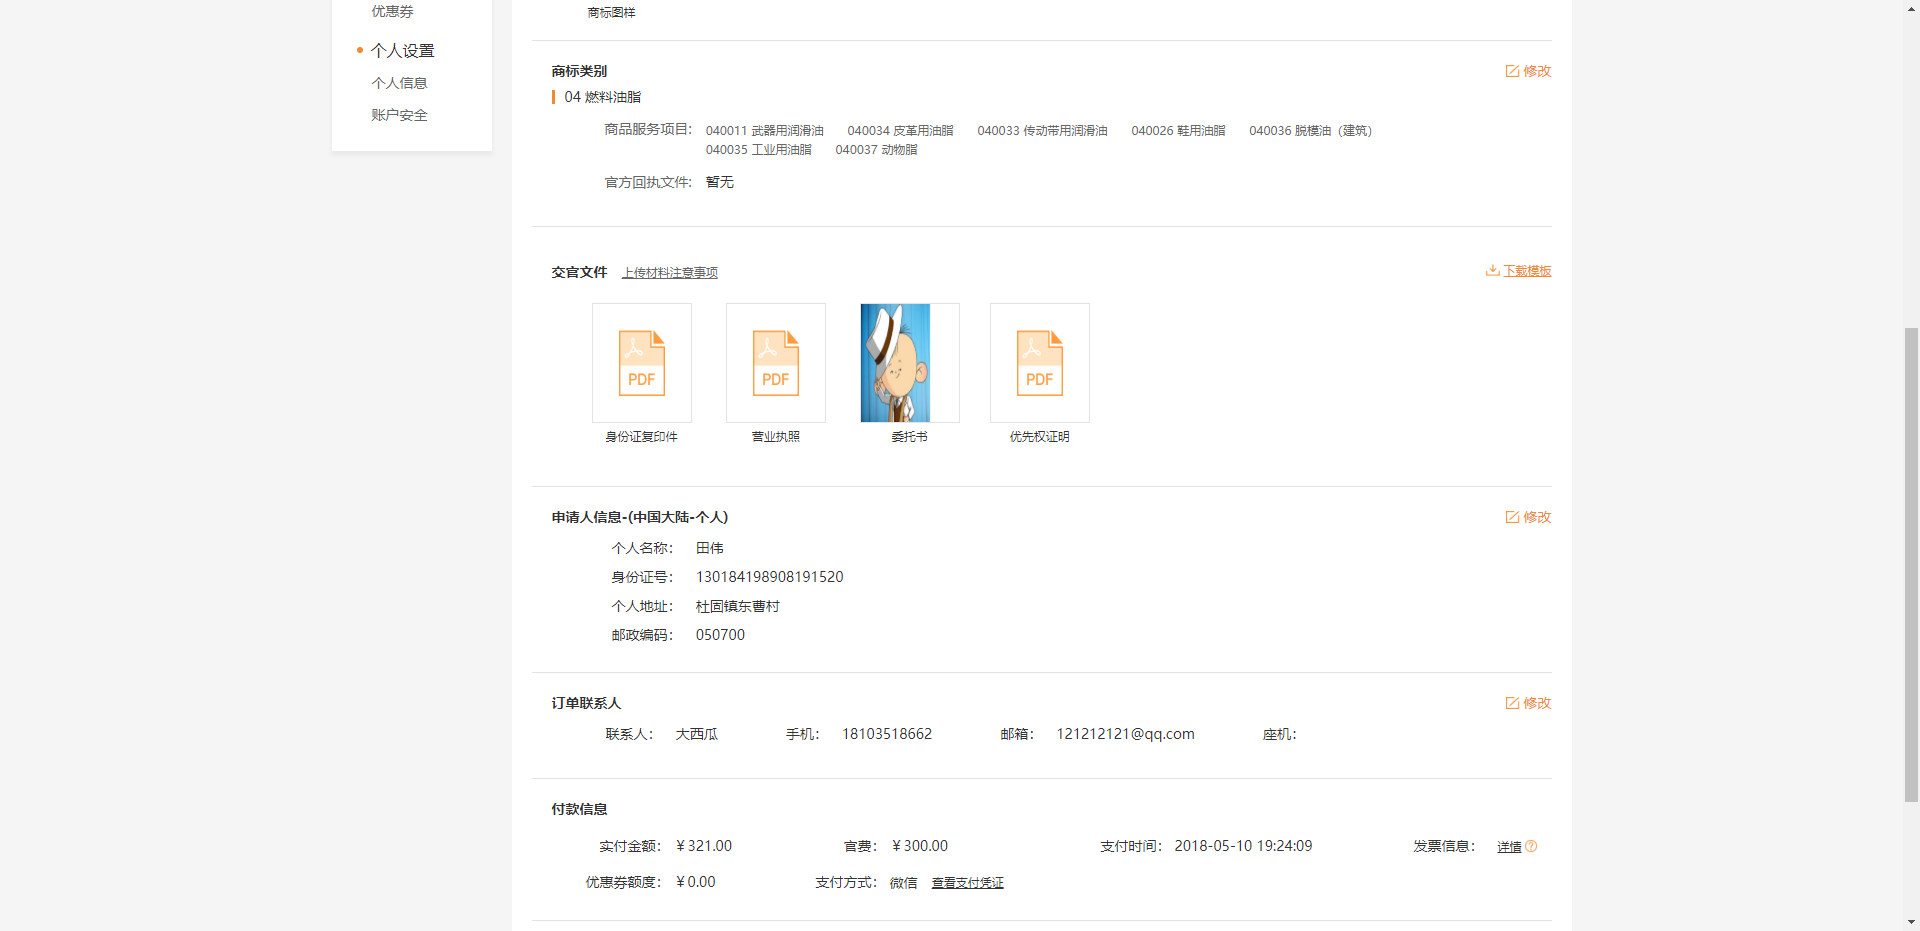 优惠券
个人设置
个人信息
账户安全
商标图样
商标类别 修改
04 燃料油脂
商品服务项目: 040011 武器用润滑油 040034 皮革用油脂 040033 传动带用润滑油 040026 鞋用油脂 040036 脱模油（建筑）
040035 工业用油脂 040037 动物脂
官方回执文件: 暂无
交官文件 上传材料注意事项 下载模板
PDF PDF PDF
身份证复印件 营业执照 委托书 优先权证明
申请人信息-(中国大陆-个人) 修改
个人名称： 田伟
身份证号： 130184198908191520
个人地址： 杜固镇东曹村
邮政编码： 050700
订单联系人 修改
联系人： 大西瓜 手机： 18103518662 邮箱： 121212121@qq.com 座机：
付款信息
实付金额： ¥321.00 官费： ¥300.00 支付时间： 2018-05-10 19:24:09 发票信息： 详情 ?
优惠券额度： ¥0.00 支付方式： 微信 查看支付凭证